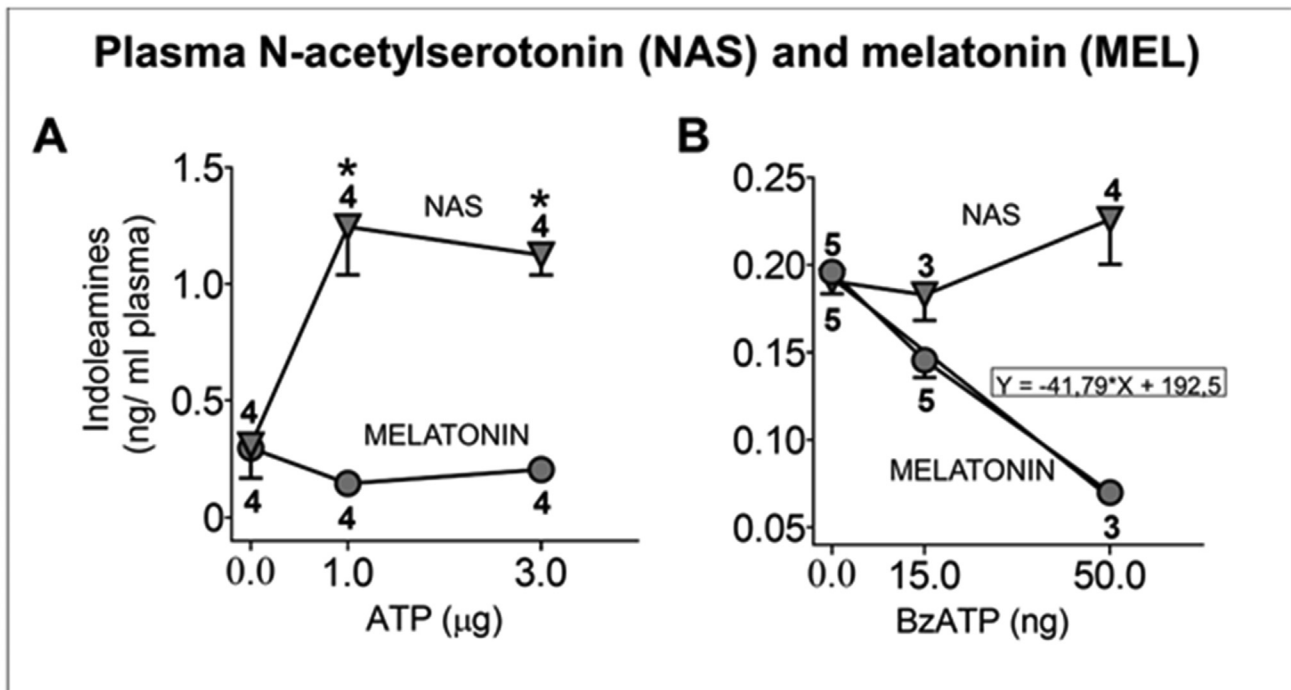 Plasma N-acetylserotonin (NAS) and melatonin (MEL)
A
Indoleamines
(ng/ ml plasma)
1.5
1.0
0.5
0
*
4
NAS
*
4
4
MELATONIN
4
4
4
0.0 1.0 3.0
ATP (μg)
B
0.25
0.20
0.15
0.10
0.05
4
NAS
5
3
5
Y = -41,79*X + 192,5
5
MELATONIN
3
0.0 15.0 50.0
BzATP (ng)